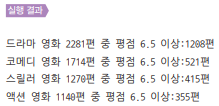 실행 결과
드라마 영화 2281편 중 평점 6.5 이상:1208편
코메디 영화 1714편 중 평점 6.5 이상:521편
스릴러 영화 1270편 중 평점 6.5 이상:415편
액션 영화 1140편 중 평점 6.5 이상:355편